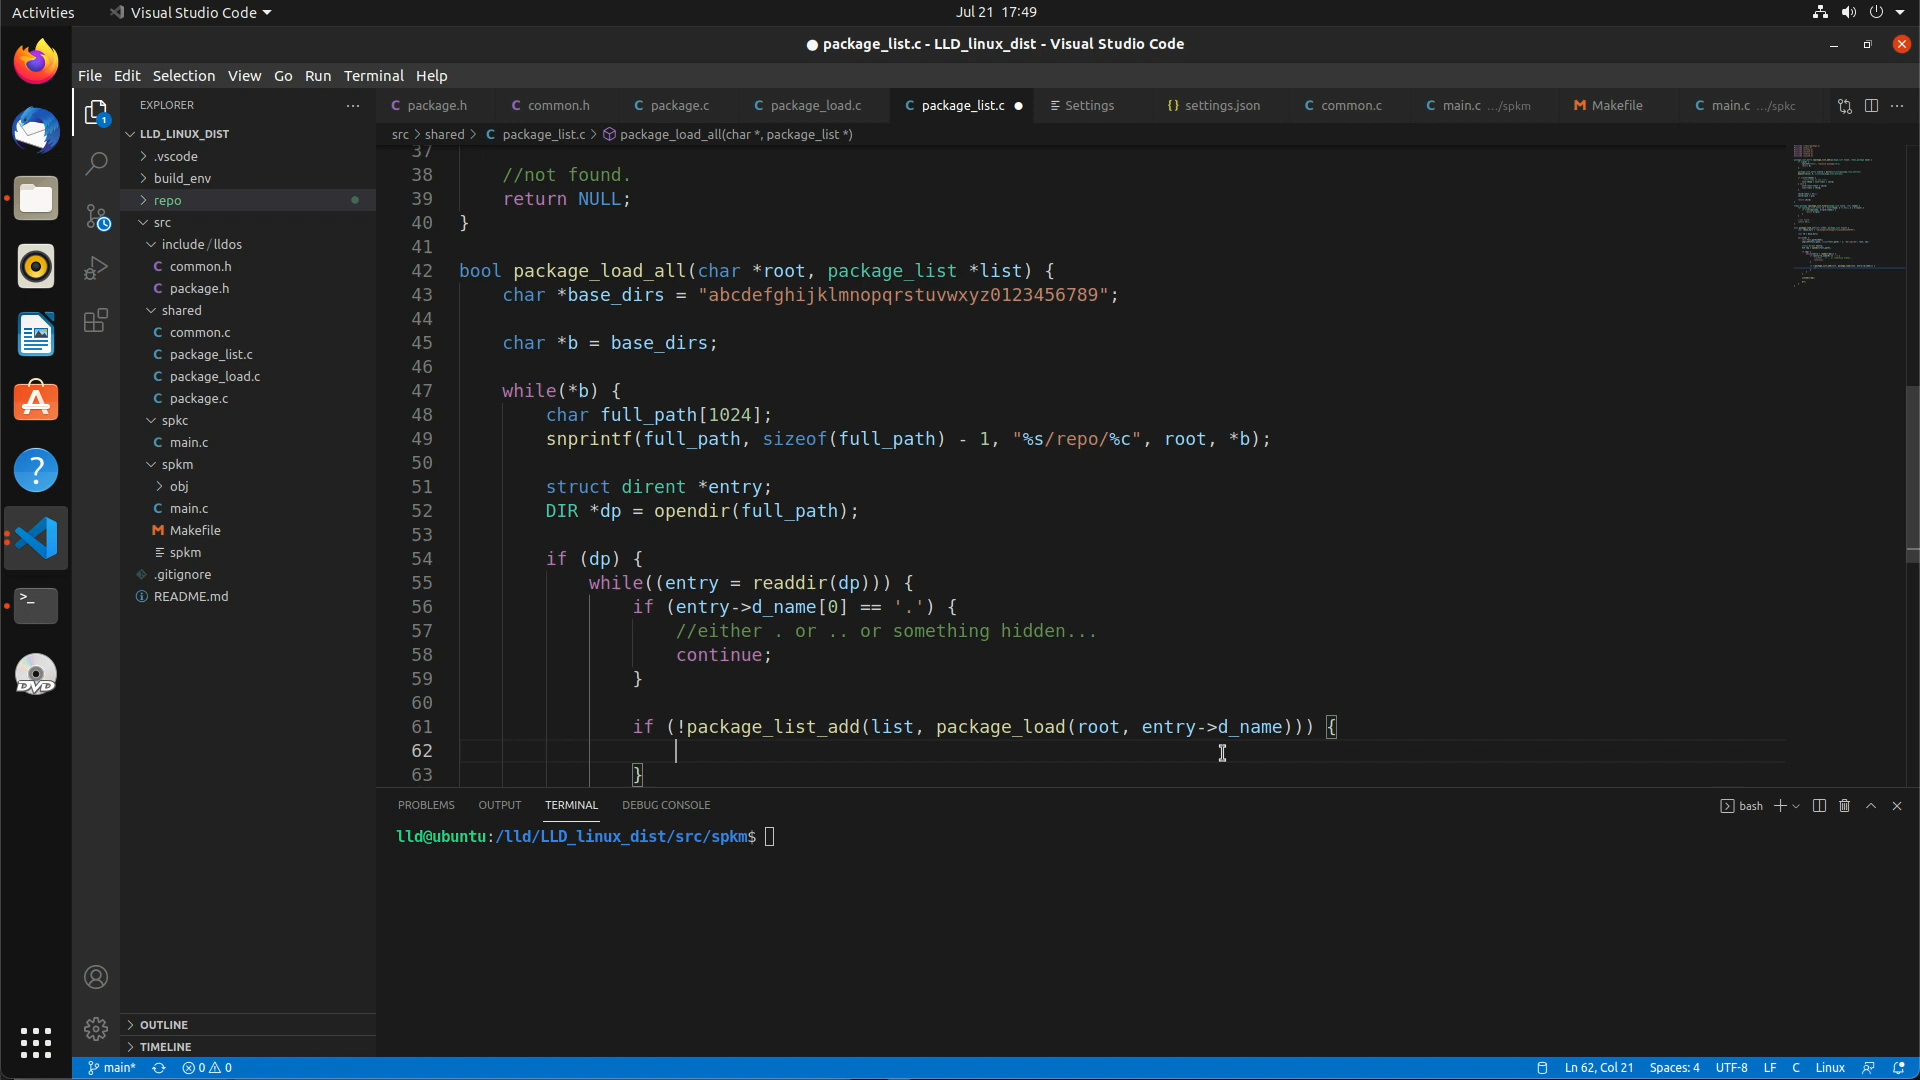 Activities
Visual Studio Code
Jul 21 17:49
● package_list.c - LLD_linux_dist - Visual Studio Code
File Edit Selection View Go Run Terminal Help
EXPLORER
LLD_LINUX_DIST
.vscode
build_env
repo
src
include/lldos
C common.h
C package.h
shared
C common.c
C package_list.c
C package_load.c
C package.c
spkc
C main.c
spkm
obj
C main.c
M Makefile
spkm
.gitignore
README.md
OUTLINE
TIMELINE
C package.h C common.h C package.c C package_load.c C package_list.c ● Settings {} settings.json C common.c C main.c .../spkm M Makefile C main.c .../spkc
src > shared > C package_list.c > package_load_all(char *, package_list *)
37
38 //not found.
39 return NULL;
40 }
41
42 bool package_load_all(char *root, package_list *list) {
43 char *base_dirs = "abcdefghijklmnopqrstuvwxyz0123456789";
44
45 char *b = base_dirs;
46
47 while(*b) {
48 char full_path[1024];
49 snprintf(full_path, sizeof(full_path) - 1, "%s/repo/%c", root, *b);
50
51 struct dirent *entry;
52 DIR *dp = opendir(full_path);
53
54 if (dp) {
55 while((entry = readdir(dp))) {
56 if (entry->d_name[0] == '.') {
57 //either . or .. or something hidden...
58 continue;
59 }
60
61 if (!package_list_add(list, package_load(root, entry->d_name))) {
62
63 }
PROBLEMS OUTPUT TERMINAL DEBUG CONSOLE
bash
lld@ubuntu:/lld/LLD_linux_dist/src/spkm$
main* 0 0
Ln 62, Col 21 Spaces: 4 UTF-8 LF C Linux